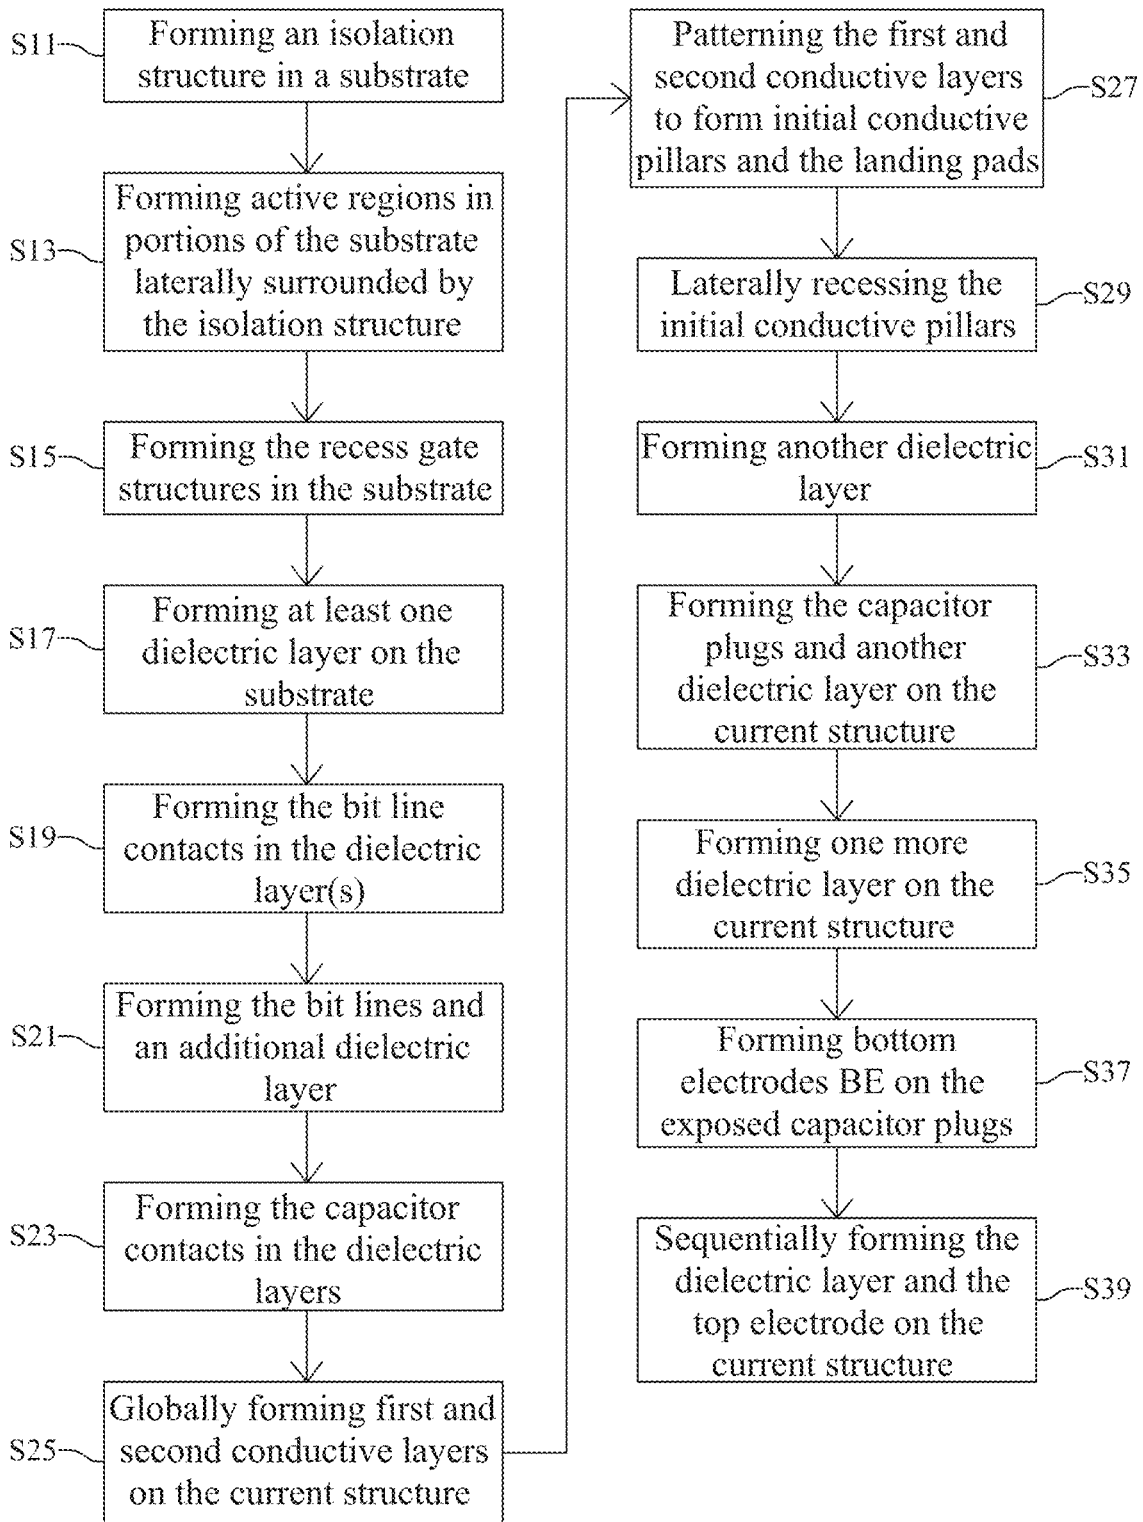 S11
Forming an isolation
structure in a substrate
S13
Forming active regions in
portions of the substrate
laterally surrounded by
the isolation structure
S15
Forming the recess gate
structures in the substrate
S17
Forming at least one
dielectric layer on the
substrate
S19
Forming the bit line
contacts in the dielectric
layer(s)
S21
Forming the bit lines and
an additional dielectric
layer
S23
Forming the capacitor
contacts in the dielectric
layers
S25
Globally forming first and
second conductive layers
on the current structure
Patterning the first and
second conductive layers
to form initial conductive
pillars and the landing pads
S27
Laterally recessing the
initial conductive pillars
S29
Forming another dielectric
layer
S31
Forming the capacitor
plugs and another
dielectric layer on the
current structure
S33
Forming one more
dielectric layer on the
current structure
S35
Forming bottom
electrodes BE on the
exposed capacitor plugs
S37
Sequentially forming the
dielectric layer and the
top electrode on the
current structure
S39